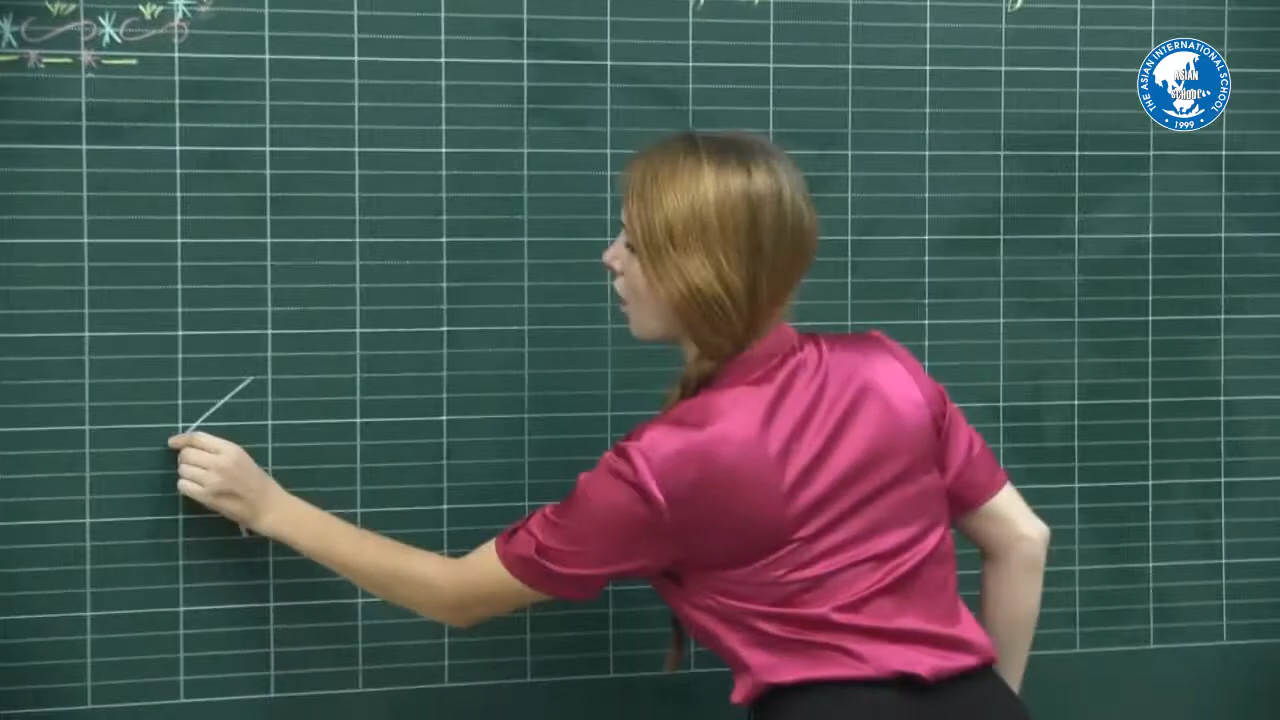 THE ASIAN INTERNATIONAL SCHOOL
ASIAN
SCHOOL
1999